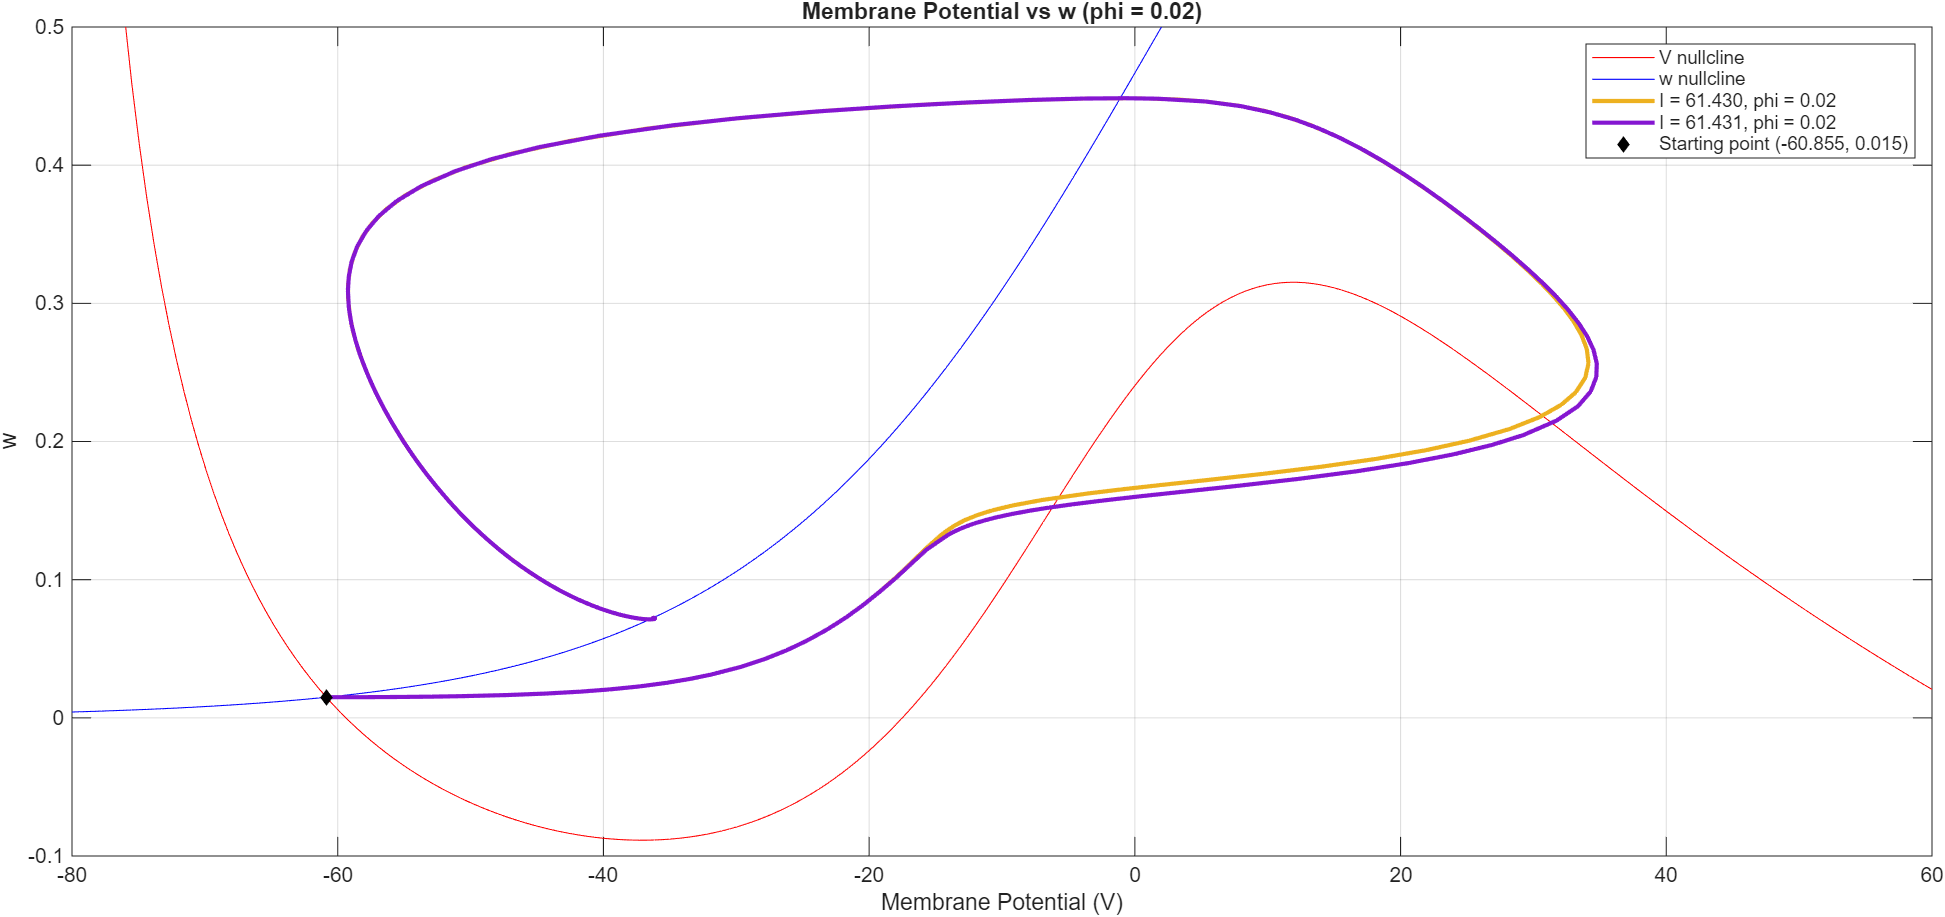 Membrane Potential vs w (phi = 0.02)
0.5
0.4
0.3
0.2
0.1
0
-0.1
w
-80
-60
-40
-20
0
20
40
60
Membrane Potential (V)
V nullcline
w nullcline
I = 61.430, phi = 0.02
I = 61.431, phi = 0.02
Starting point (-60.855, 0.015)